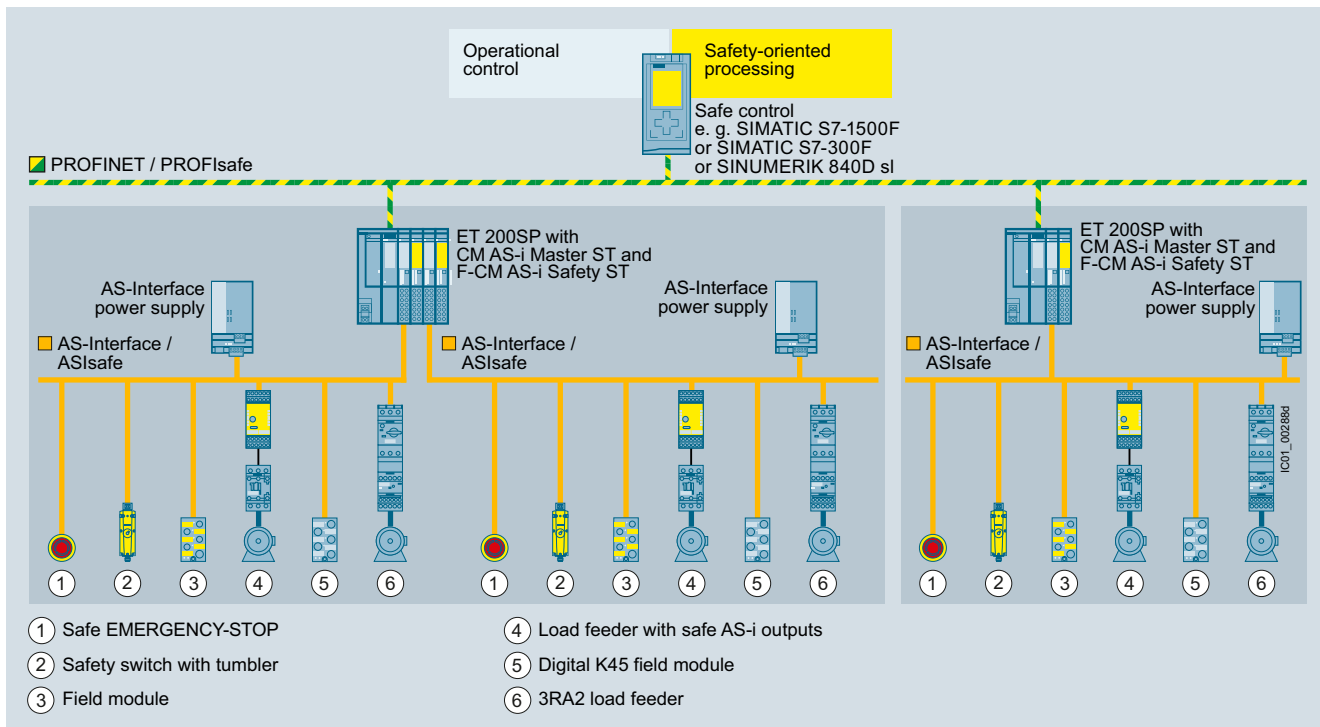 Operational
control
Safety-oriented
processing
Safe control
e. g. SIMATIC S7-1500F
or SIMATIC S7-300F
or SINUMERIK 840D sl
PROFINET / PROFIsafe
ET 200SP with
CM AS-i Master ST and
F-CM AS-i Safety ST
AS-Interface
power supply
AS-Interface /
ASIsafe
AS-Interface /
ASIsafe
AS-Interface
power supply
1
2
3
4
5
6
1
2
3
4
5
6
ET 200SP with
CM AS-i Master ST and
F-CM AS-i Safety ST
AS-Interface
power supply
AS-Interface /
ASIsafe
IC01_00288d
1
2
3
4
5
6
1 Safe EMERGENCY-STOP
2 Safety switch with tumbler
3 Field module
4 Load feeder with safe AS-i outputs
5 Digital K45 field module
6 3RA2 load feeder